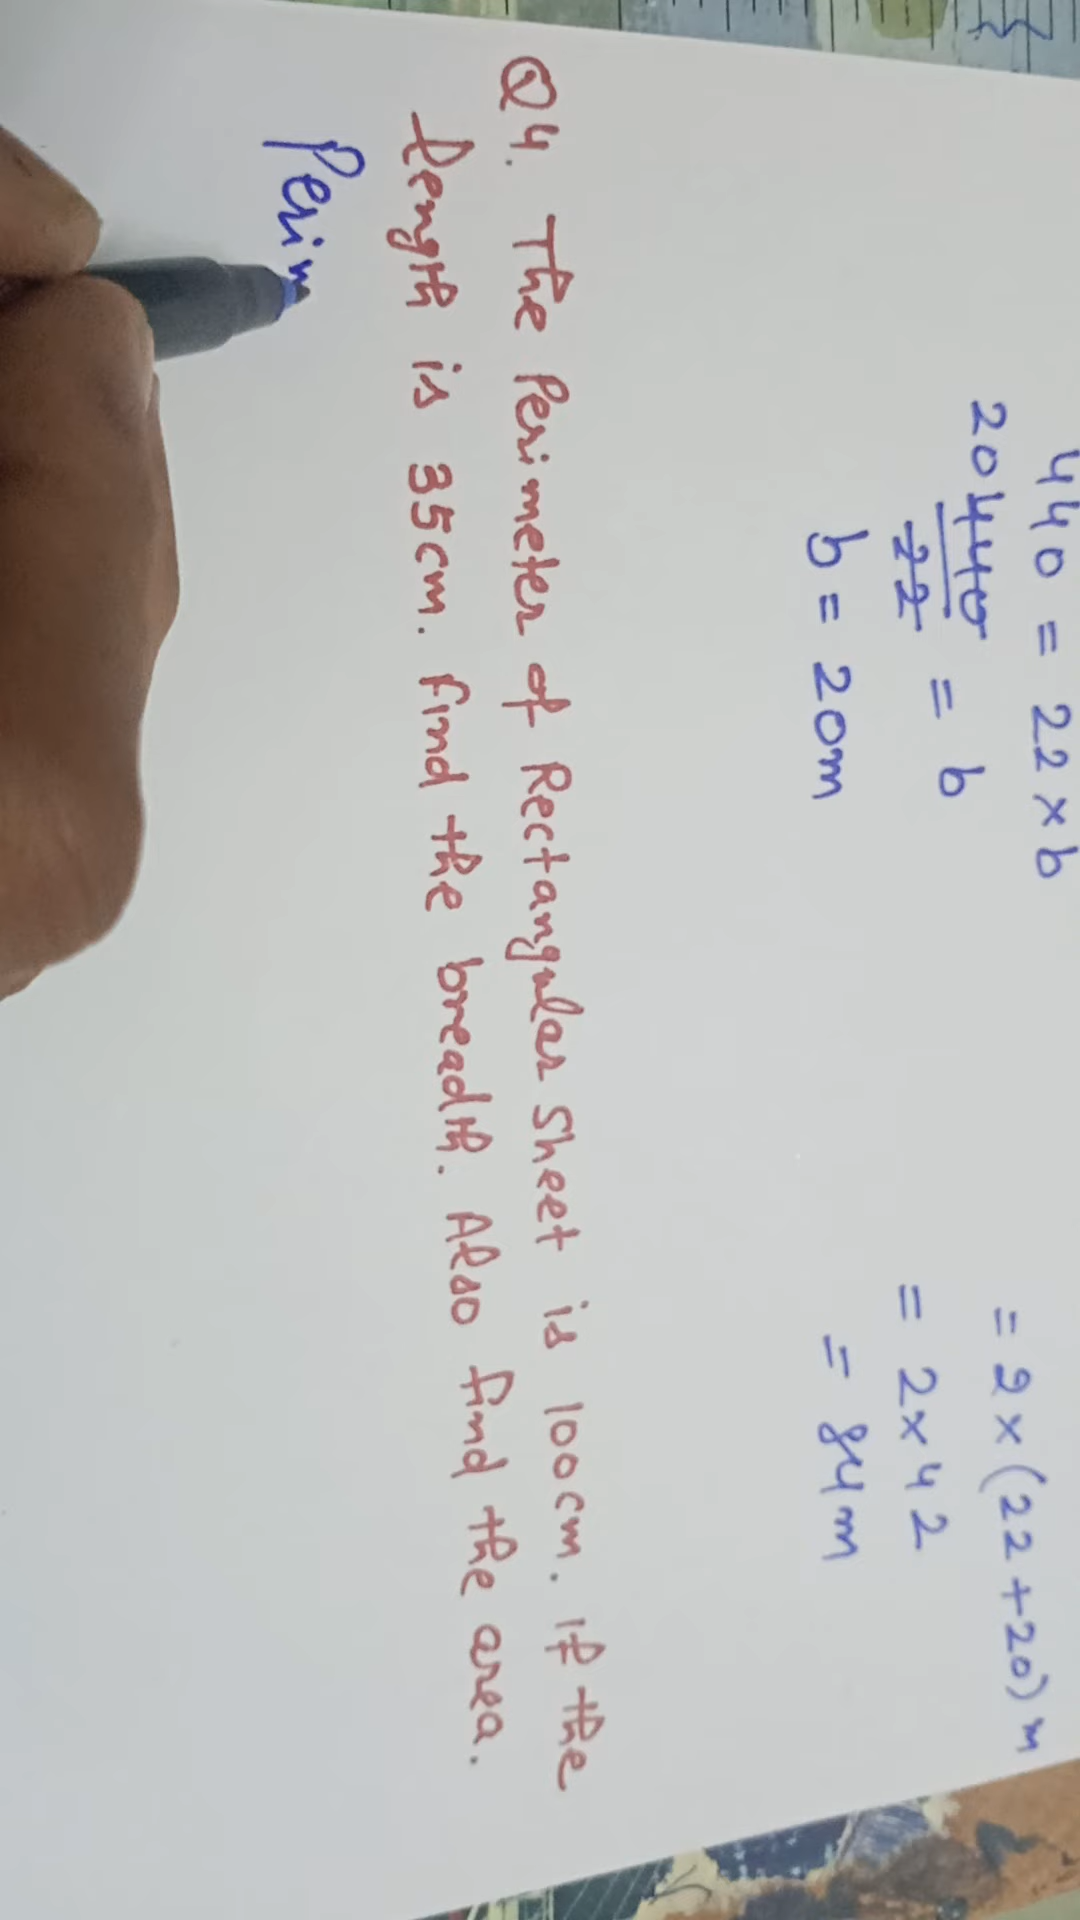 440 = 22 × b
20 440/22 = b
b = 20m
= 2 × (22 + 20) m
= 2 × 42
= 84m
Q4. The Perimeter of Rectangular Sheet is 100cm. If the
length is 35cm. Find the breadth. Also find the area.
Perim